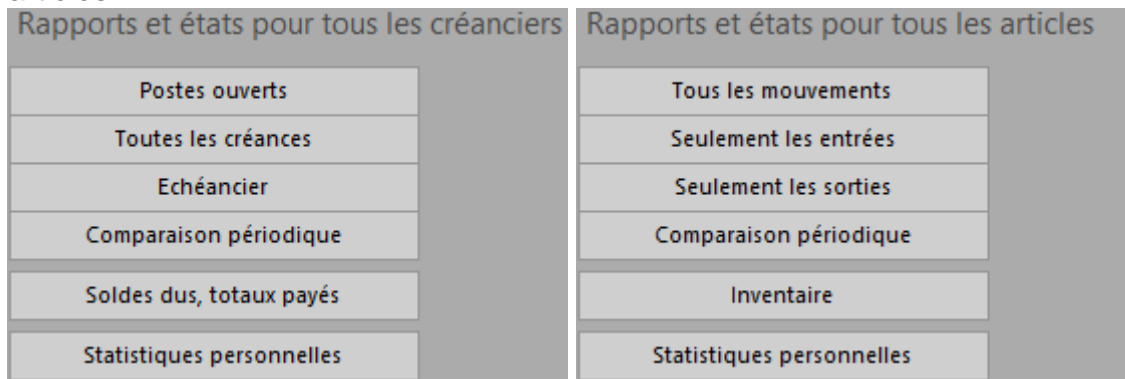 Rapports et états pour tous les créanciers
Postes ouverts
Toutes les créances
Echéancier
Comparaison périodique
Soldes dus, totaux payés
Statistiques personnelles
Rapports et états pour tous les articles
Tous les mouvements
Seulement les entrées
Seulement les sorties
Comparaison périodique
Inventaire
Statistiques personnelles